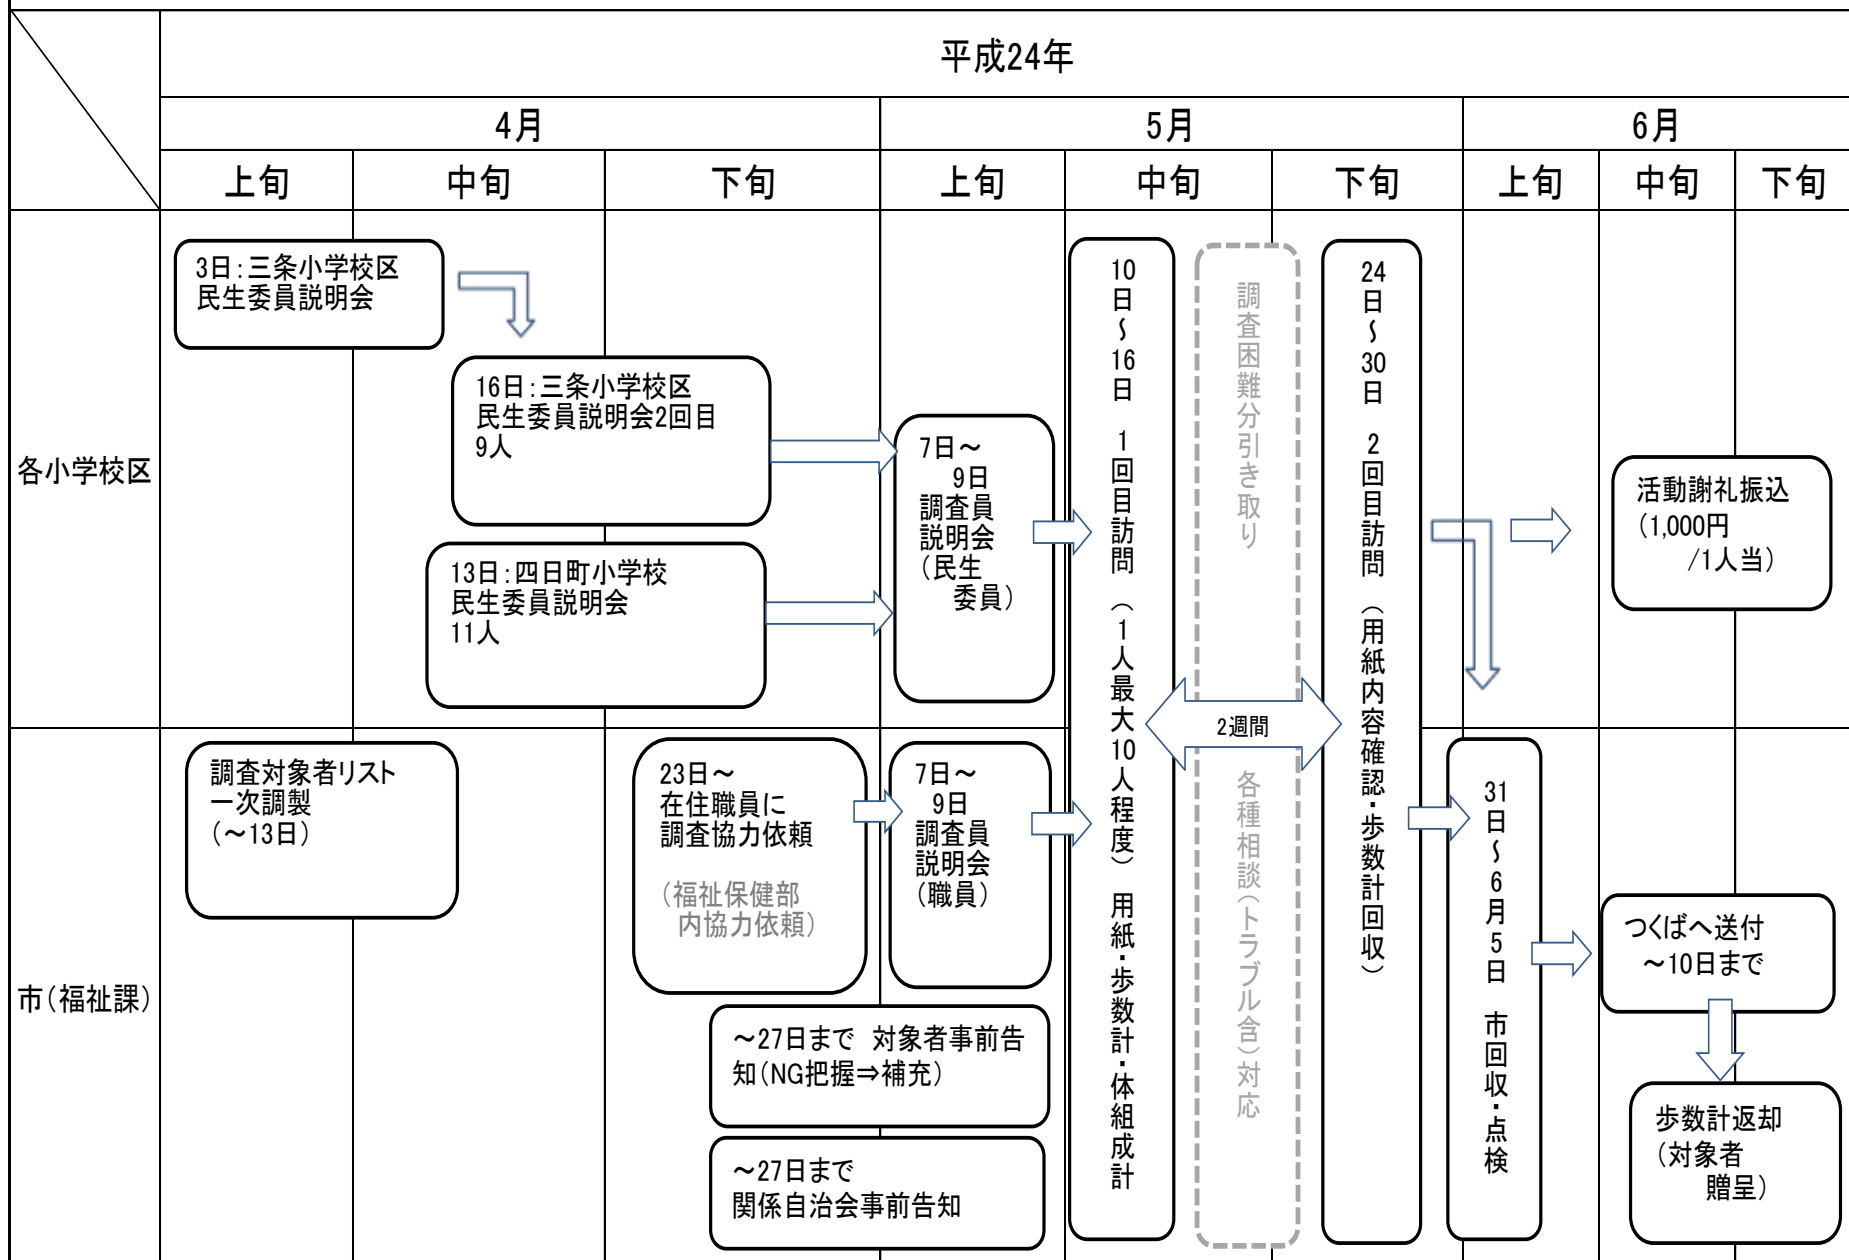 平成24年
4月
5月
6月
上旬
中旬
下旬
上旬
中旬
下旬
上旬
中旬
下旬
各小学校区
3日：三条小学校区
民生委員説明会
16日：三条小学校区
民生委員説明会2回目
9人
13日：四日町小学校
民生委員説明会
11人
7日～
9日
調査員
説明会
（民生
委員）
10日～16日　1回目訪問（1人最大10人程度）用紙・歩数計・体組成計
調査困難分引き取り
2週間
各種相談（トラブル含）対応
24日～30日　2回目訪問（用紙内容確認・歩数計回収）
活動謝礼振込
（1,000円
/1人当）
市（福祉課）
調査対象者リスト
一次調製
（～13日）
23日～
在住職員に
調査協力依頼
（福祉保健部
内協力依頼）
7日～
9日
調査員
説明会
（職員）
～27日まで　対象者事前告
知（NG把握⇒補充）
～27日まで
関係自治会事前告知
31日～6月5日　市回収・点検
つくばへ送付
～10日まで
歩数計返却
（対象者
贈呈）